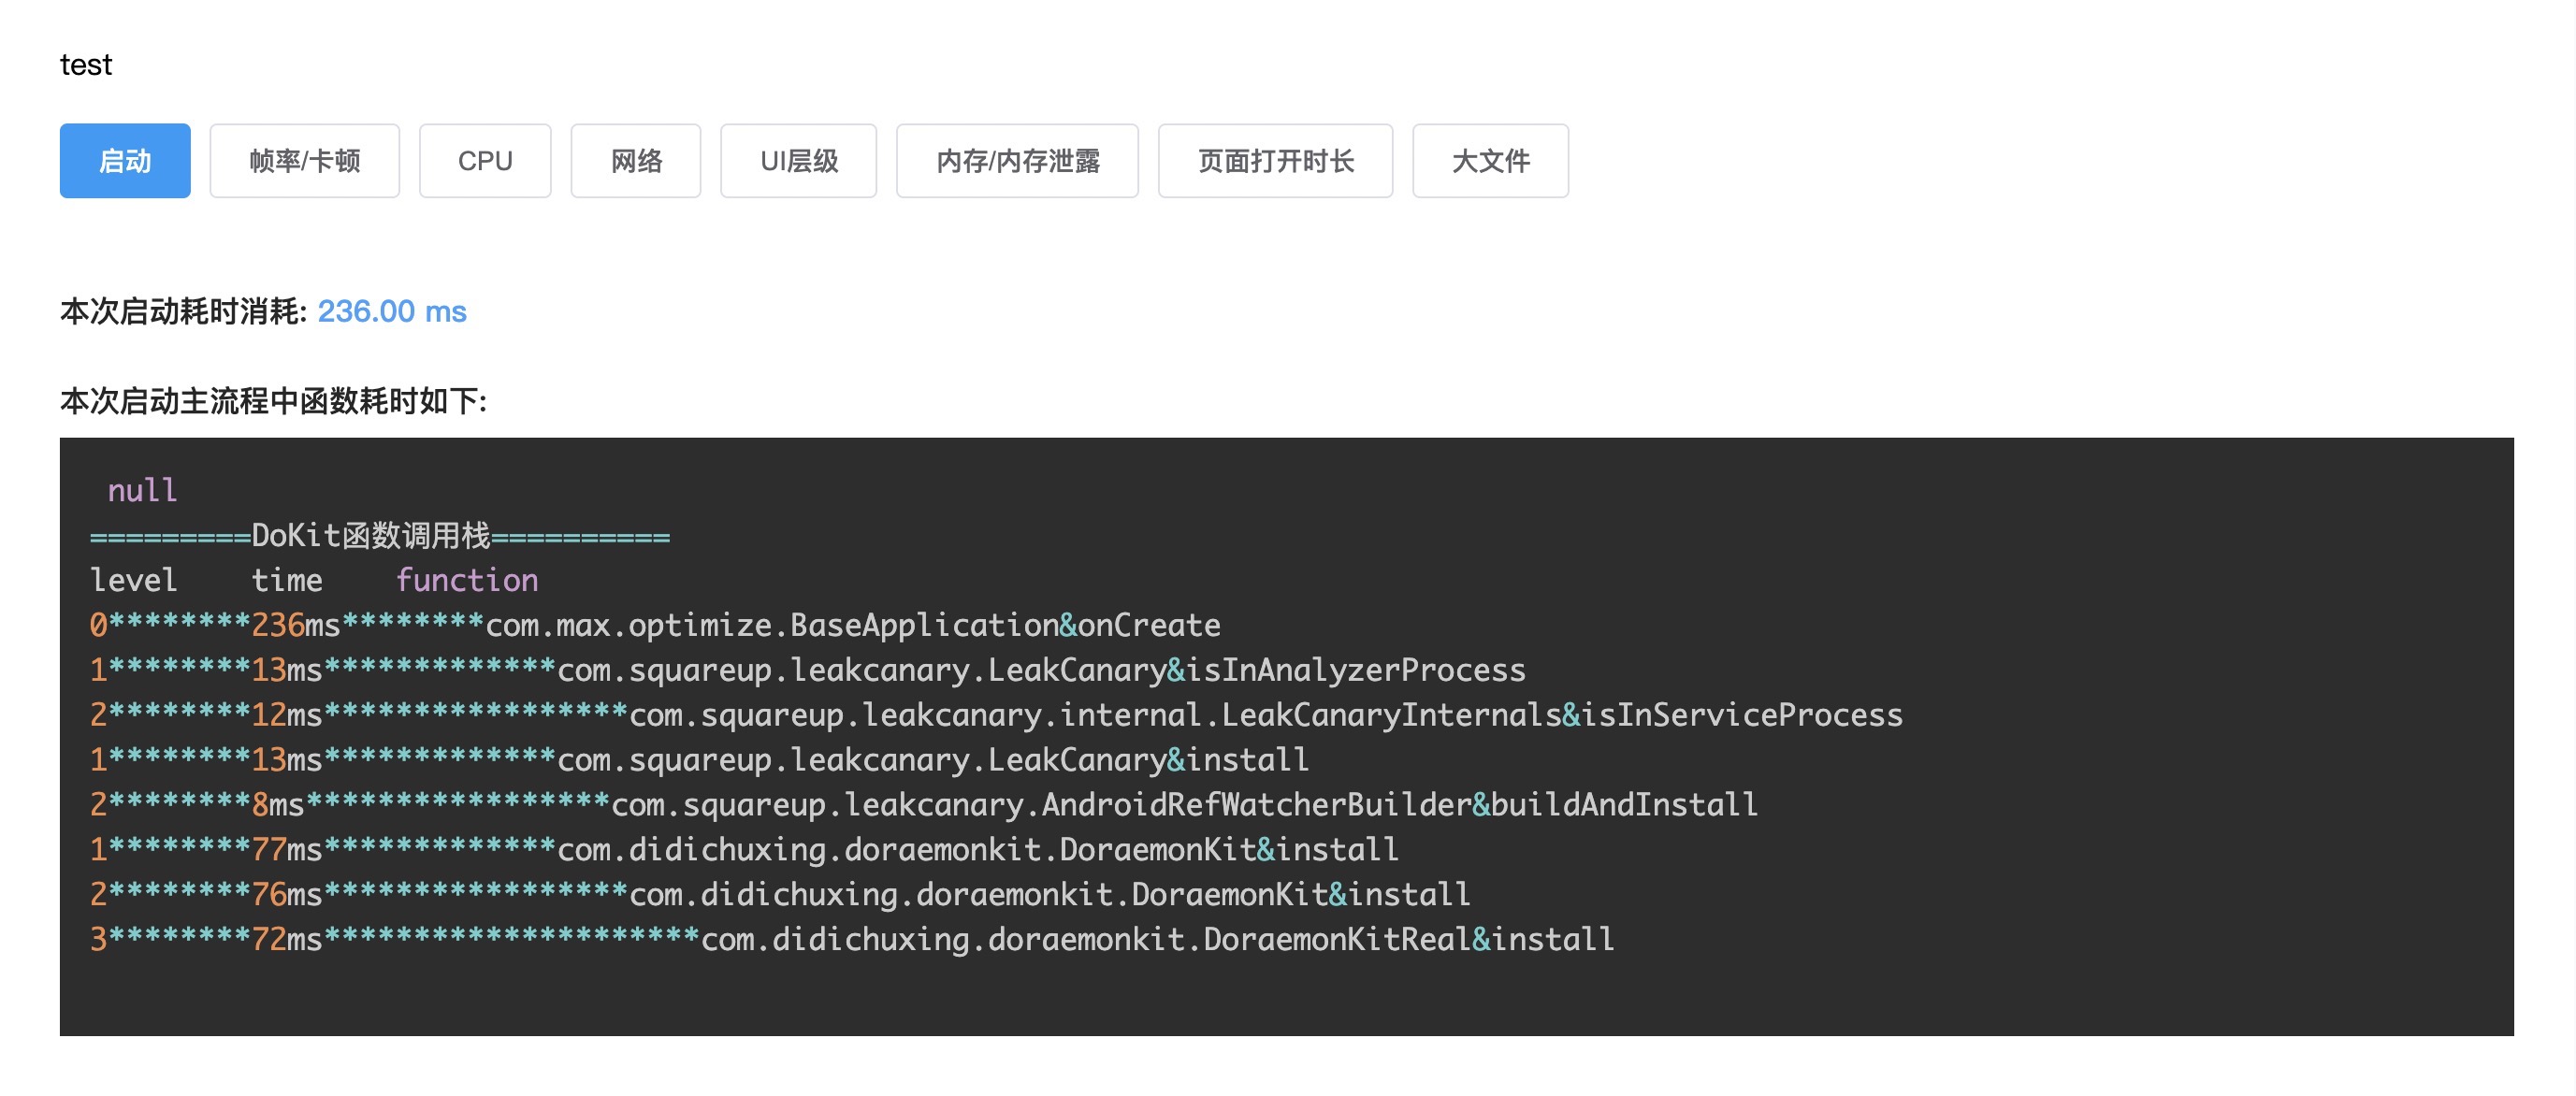 test
启动 帧率/卡顿 CPU 网络 UI层级 内存/内存泄露 页面打开时长 大文件
本次启动耗时消耗: 236.00 ms
本次启动主流程中函数耗时如下:
null
=========DoKit函数调用栈==========
level    time    function
0********236ms********com.max.optimize.BaseApplication&onCreate
1********13ms*************com.squareup.leakcanary.LeakCanary&isInAnalyzerProcess
2********12ms*****************com.squareup.leakcanary.internal.LeakCanaryInternals&isInServiceProcess
1********13ms*************com.squareup.leakcanary.LeakCanary&install
2********8ms*****************com.squareup.leakcanary.AndroidRefWatcherBuilder&buildAndInstall
1********77ms*************com.didichuxing.doraemonkit.DoraemonKit&install
2********76ms*****************com.didichuxing.doraemonkit.DoraemonKit&install
3********72ms*********************com.didichuxing.doraemonkit.DoraemonKitReal&install